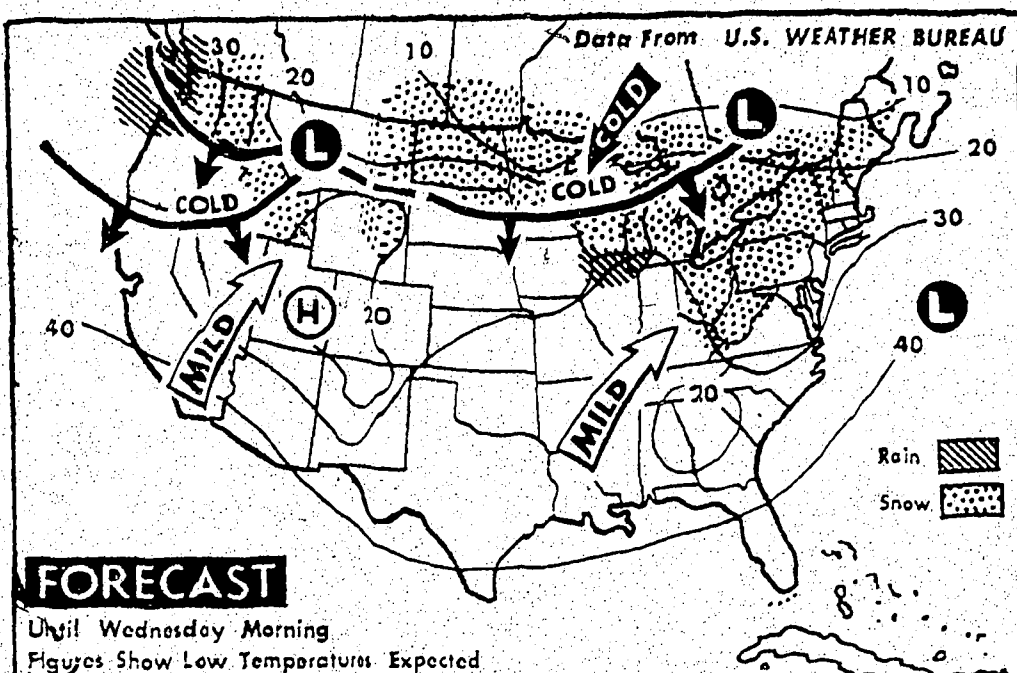 Data From U.S. WEATHER BUREAU
30
10
20
10
COLD
L
L
20
COLD
COLD
30
H
20
L
40
MILD
40
MILD
20
Rain
Snow
FORECAST
Until Wednesday Morning
Figures Show Low Temperatures Expected